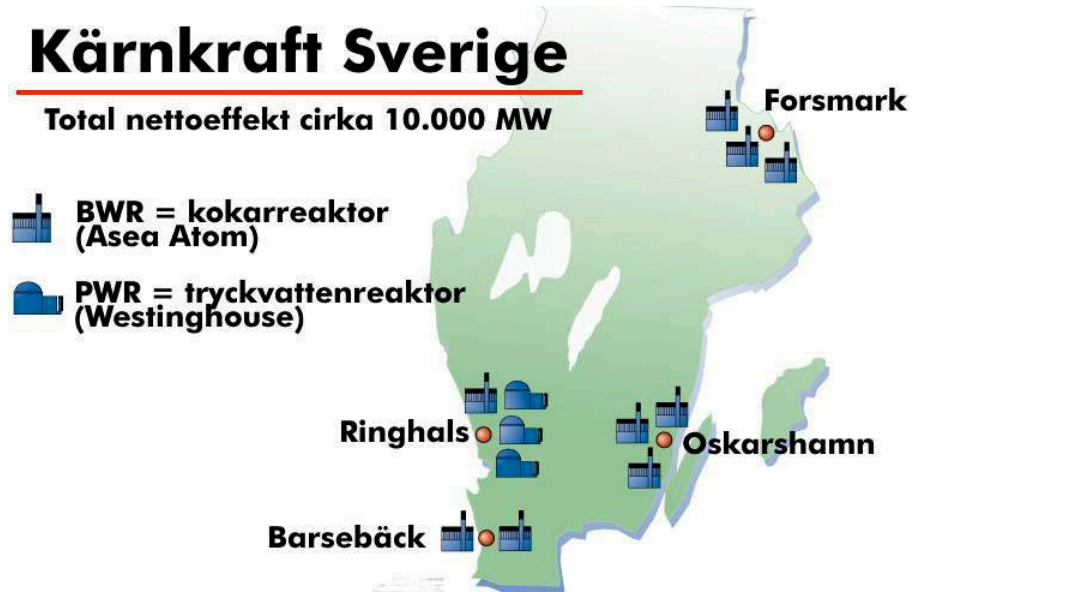 Kärnkraft Sverige
Total nettoeffekt cirka 10.000 MW
Forsmark
BWR = kokarreaktor
(Asea Atom)
PWR = tryckvattenreaktor
(Westinghouse)
Ringhals
Oskarshamn
Barsebäck